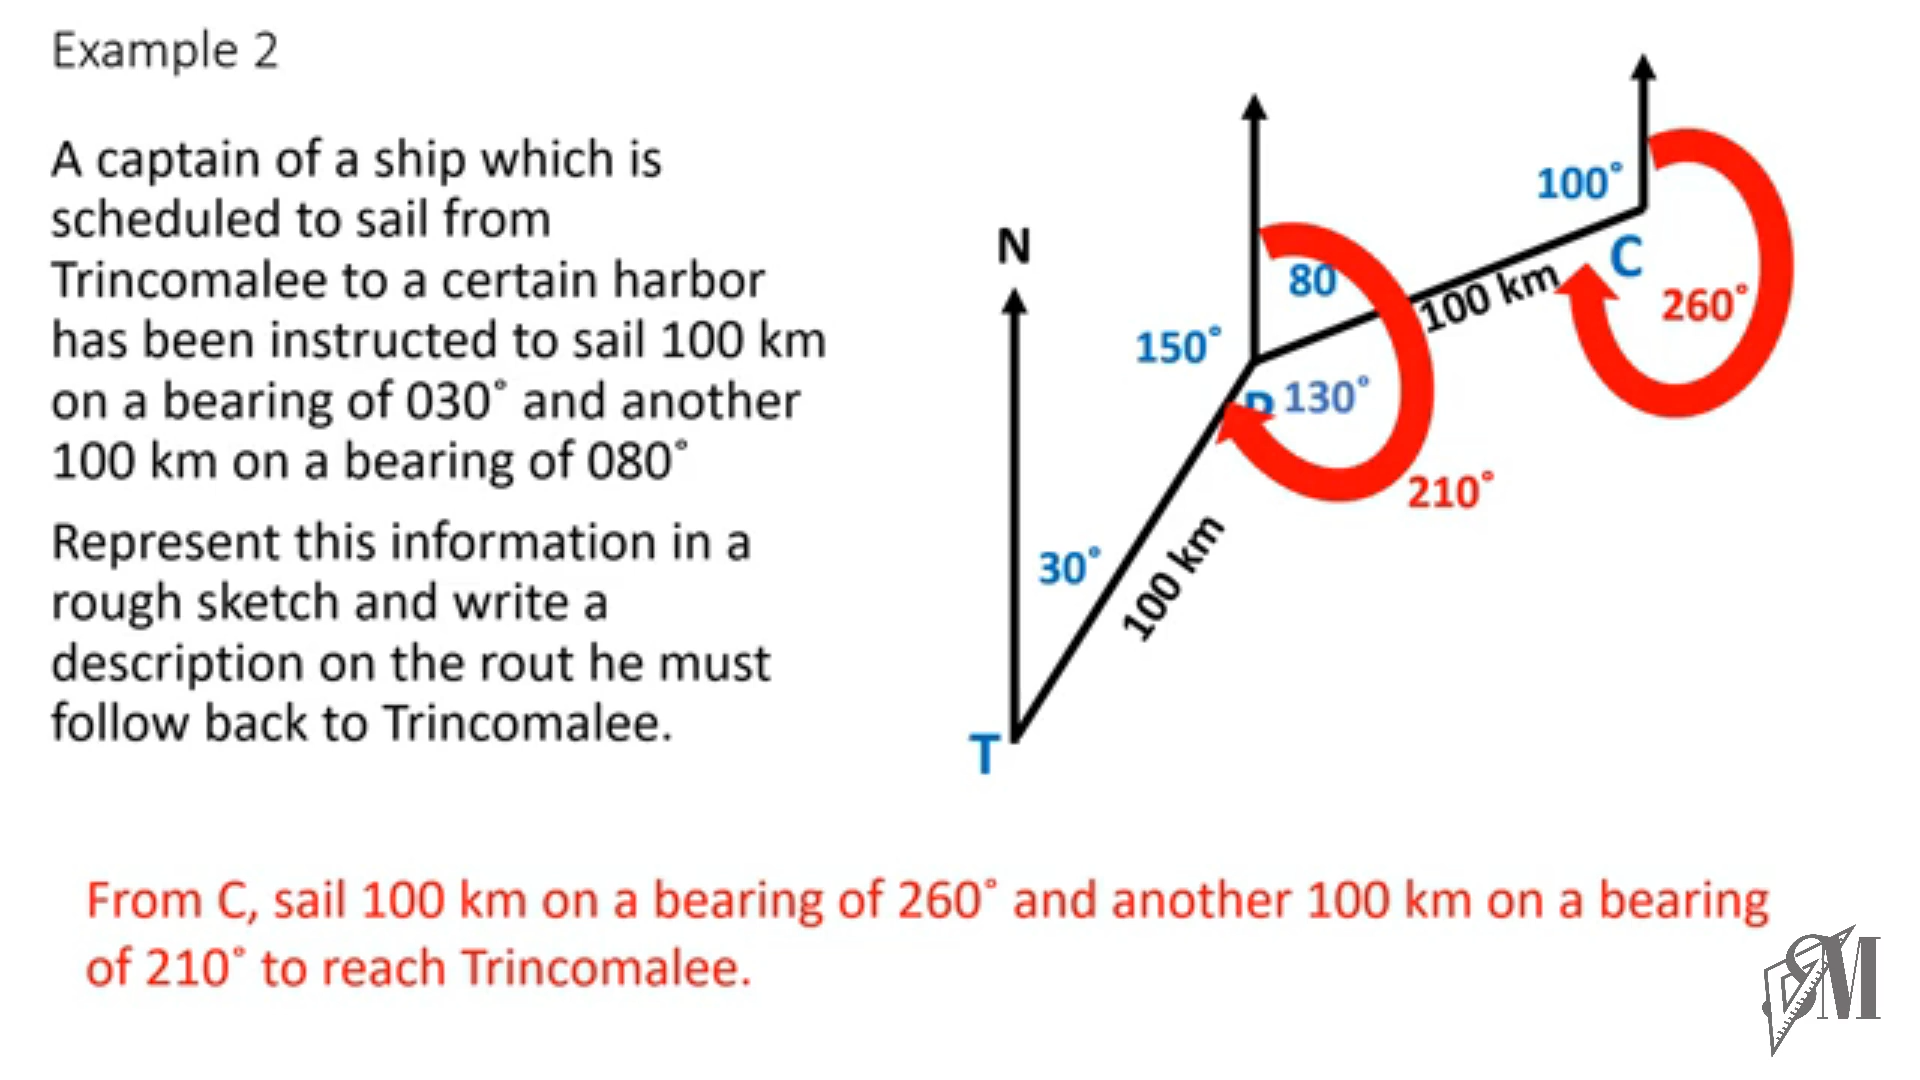 Example 2
A captain of a ship which is
scheduled to sail from
Trincomalee to a certain harbor
has been instructed to sail 100 km
on a bearing of 030° and another
100 km on a bearing of 080°
Represent this information in a
rough sketch and write a
description on the rout he must
follow back to Trincomalee.
N
100°
C
80
100 km
260°
150°
130°
210°
30°
100 km
T
From C, sail 100 km on a bearing of 260° and another 100 km on a bearing
of 210° to reach Trincomalee.
SM